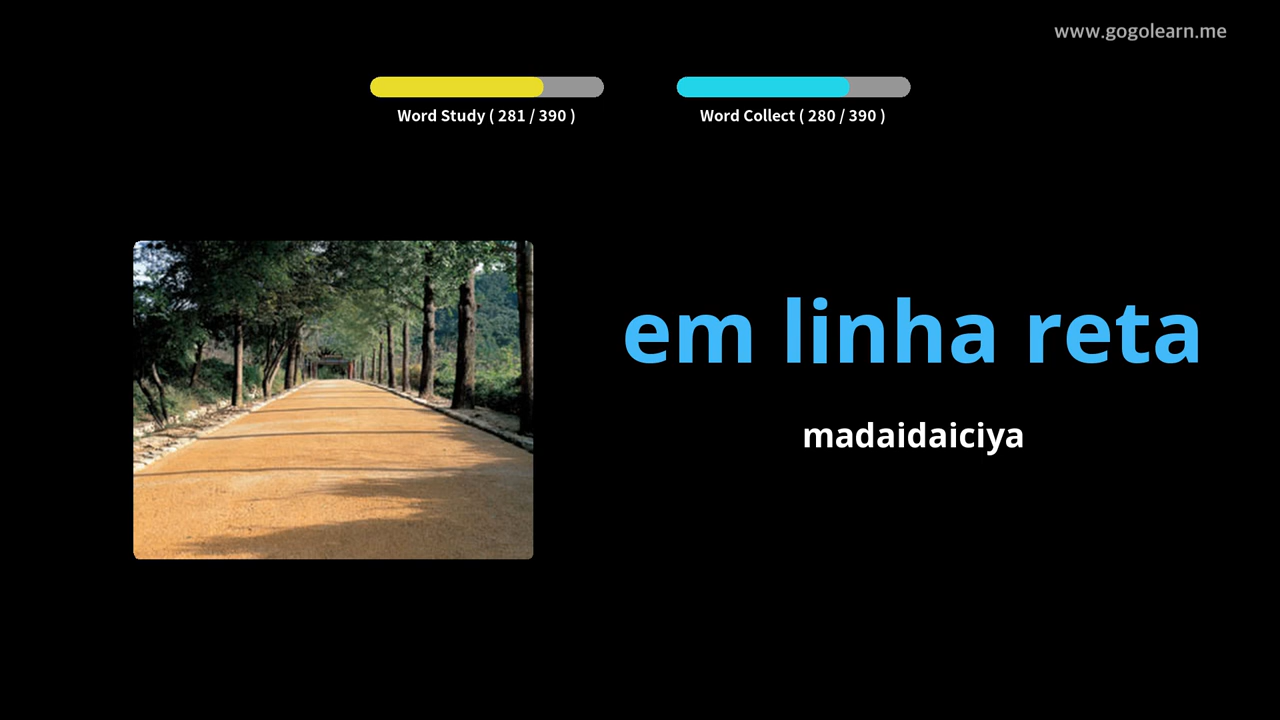 www.gogolearn.me
Word Study ( 281 / 390 )
Word Collect ( 280 / 390 )
em linha reta
madaidaiciya